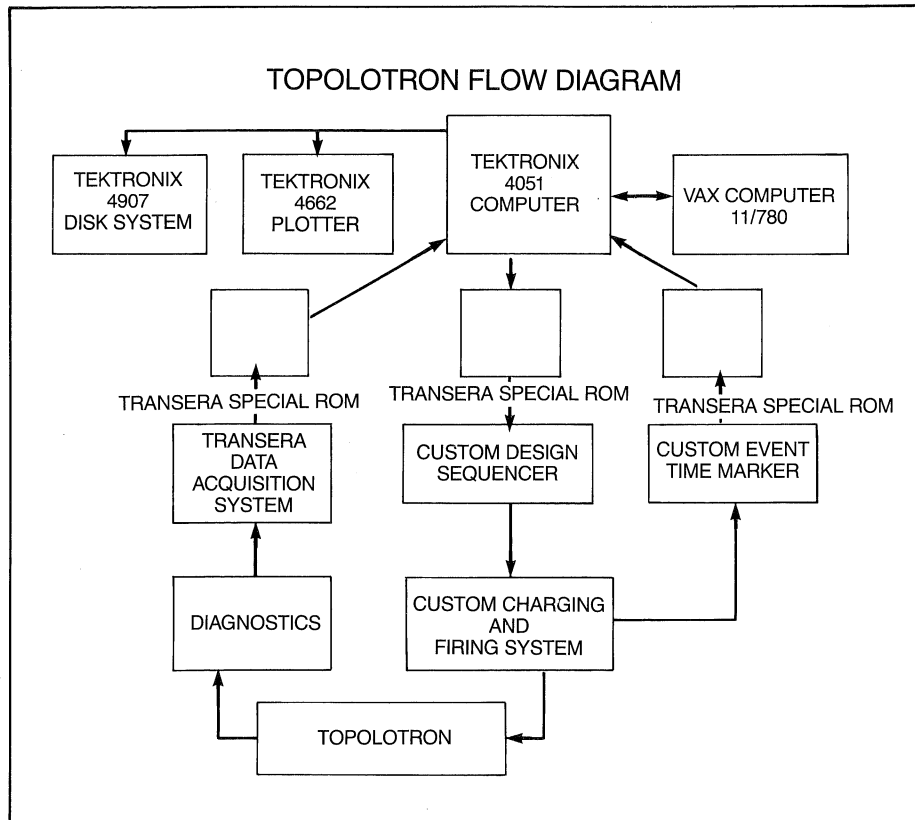 TOPOLOTRON FLOW DIAGRAM
TEKTRONIX
4907
DISK SYSTEM
TEKTRONIX
4662
PLOTTER
TEKTRONIX
4051
COMPUTER
VAX COMPUTER
11/780
TRANSERA SPECIAL ROM
TRANSERA SPECIAL ROM
TRANSERA SPECIAL ROM
TRANSERA
DATA
ACQUISITION
SYSTEM
CUSTOM DESIGN
SEQUENCER
CUSTOM EVENT
TIME MARKER
DIAGNOSTICS
CUSTOM CHARGING
AND
FIRING SYSTEM
TOPOLOTRON